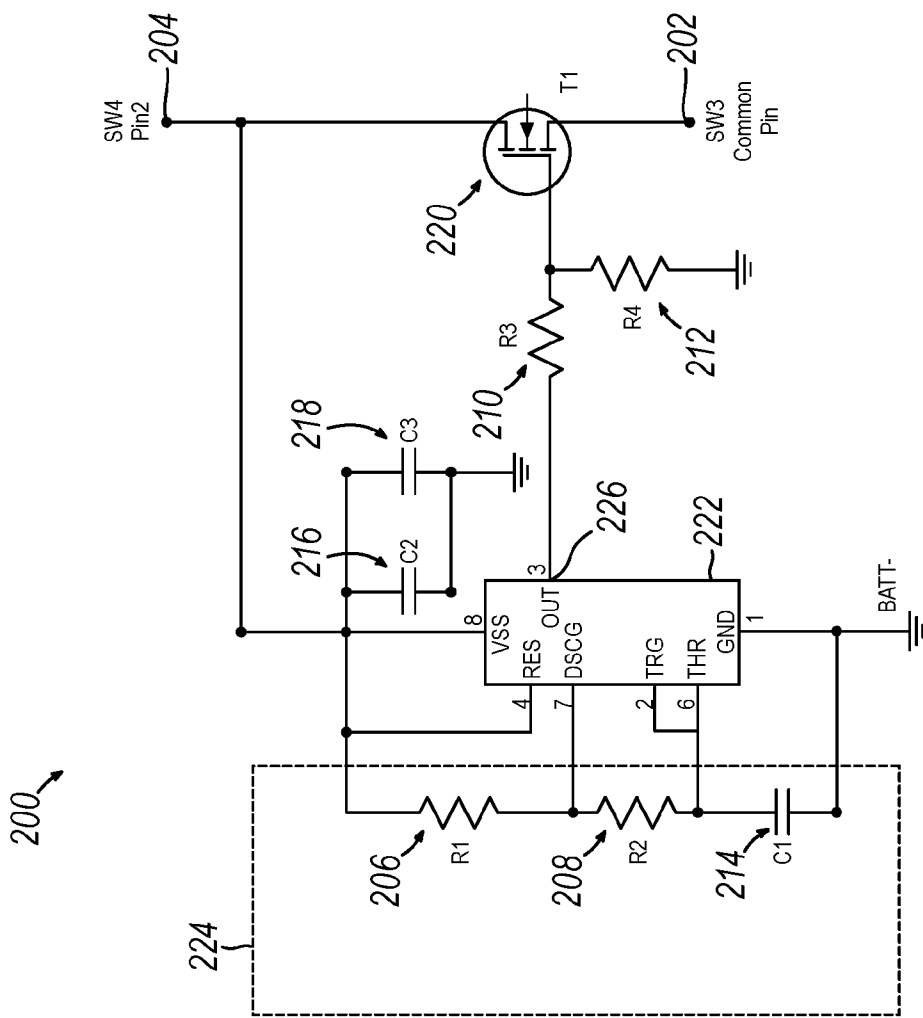 200
SW4
Pin2
204
224
218
C3
216
C2
220
T1
210
R3
R4
212
SW3
Common
Pin
202
206
R1
208
R2
214
C1
4
7
2
6
8
VSS
RES
DSCG
OUT
3
226
TRG
THR
GND
1
222
BATT-